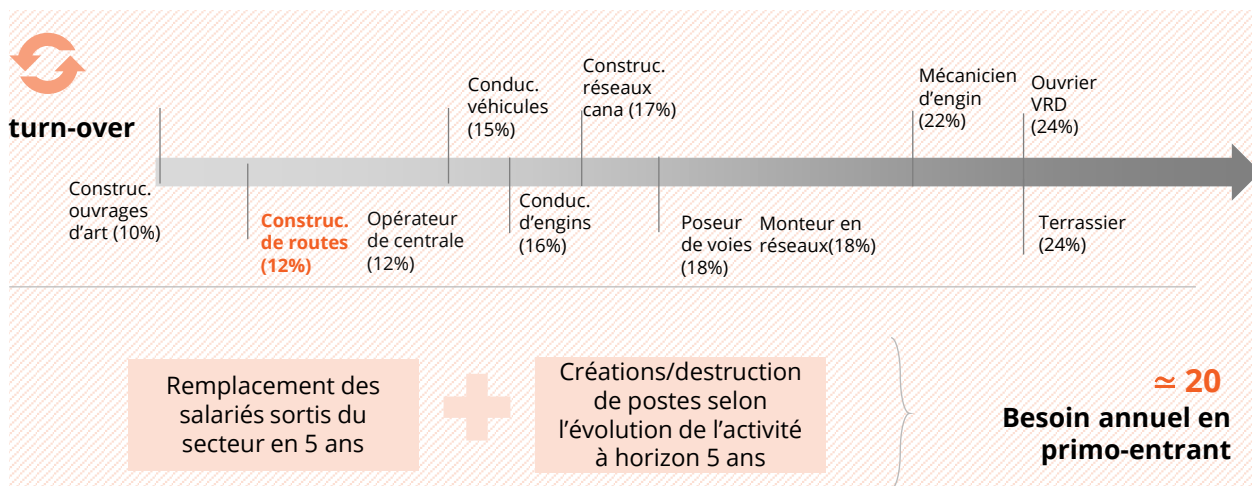 turn-over
Construc.
ouvrages
d'art (10%)
Construc.
de routes
(12%)
Opérateur
de centrale
(12%)
Conduc.
véhicules
(15%)
Conduc.
d'engins
(16%)
Construc.
réseaux
cana (17%)
Poseur
de voies
(18%)
Monteur en
réseaux(18%)
Mécanicien
d'engin
(22%)
Ouvrier
VRD
(24%)
Terrassier
(24%)
Remplacement des
salariés sortis du
secteur en 5 ans
Créations/destruction
de postes selon
l'évolution de l'activité
à horizon 5 ans
≃ 20
Besoin annuel en
primo-entrant